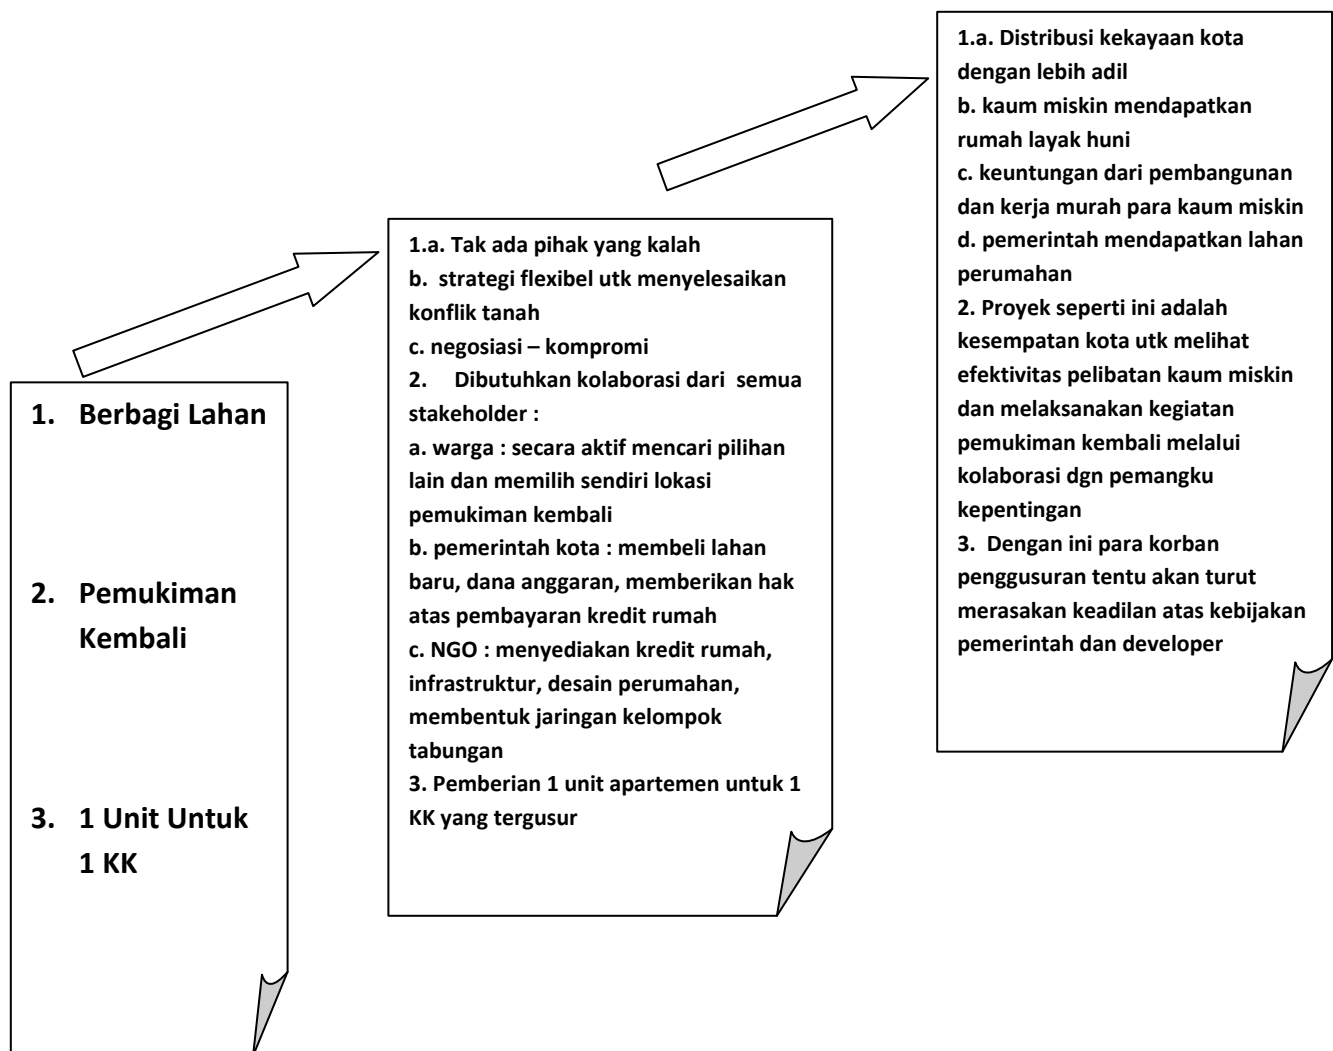 1. Berbagi Lahan
2. Pemukiman
Kembali
3. 1 Unit Untuk
1 KK
1.a. Tak ada pihak yang kalah
b. strategi flexibel utk menyelesaikan
konflik tanah
c. negosiasi – kompromi
2. Dibutuhkan kolaborasi dari semua
stakeholder :
a. warga : secara aktif mencari pilihan
lain dan memilih sendiri lokasi
pemukiman kembali
b. pemerintah kota : membeli lahan
baru, dana anggaran, memberikan hak
atas pembayaran kredit rumah
c. NGO : menyediakan kredit rumah,
infrastruktur, desain perumahan,
membentuk jaringan kelompok
tabungan
3. Pemberian 1 unit apartemen untuk 1
KK yang tergusur
1.a. Distribusi kekayaan kota
dengan lebih adil
b. kaum miskin mendapatkan
rumah layak huni
c. keuntungan dari pembangunan
dan kerja murah para kaum miskin
d. pemerintah mendapatkan lahan
perumahan
2. Proyek seperti ini adalah
kesempatan kota utk melihat
efektivitas pelibatan kaum miskin
dan melaksanakan kegiatan
pemukiman kembali melalui
kolaborasi dgn pemangku
kepentingan
3. Dengan ini para korban
penggusuran tentu akan turut
merasakan keadilan atas kebijakan
pemerintah dan developer